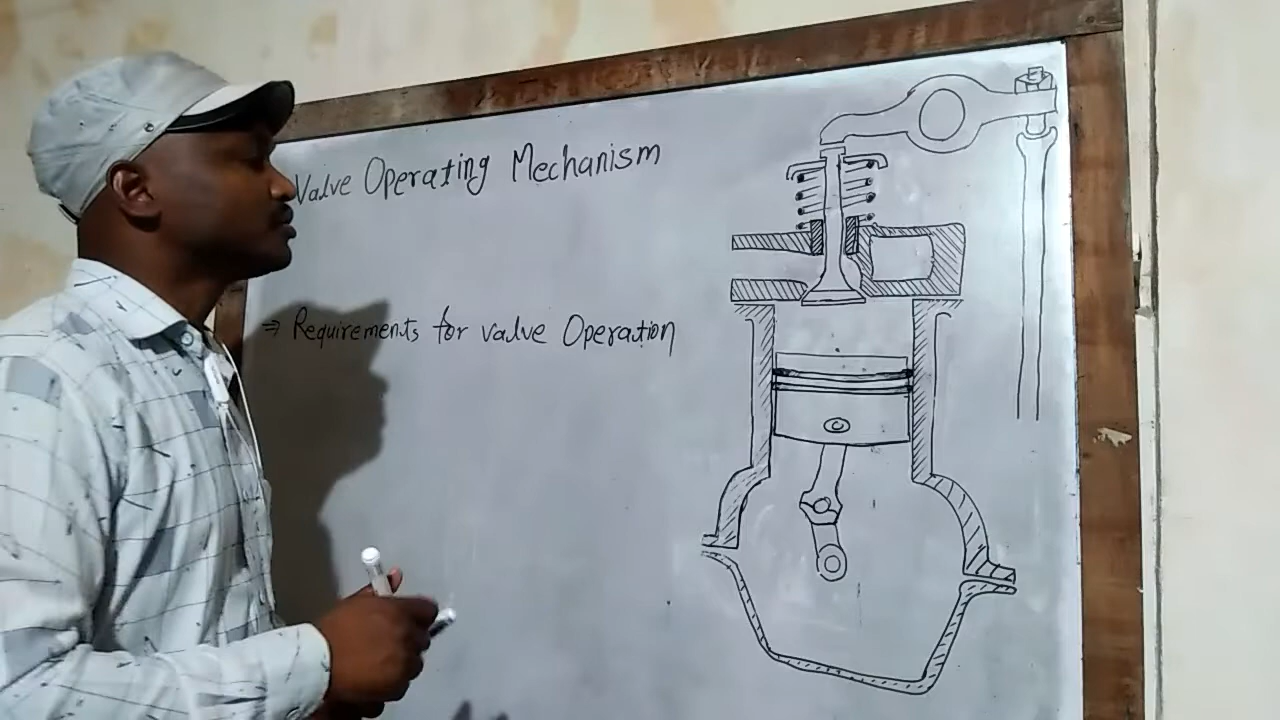 Valve Operating Mechanism
⇒ Requirements for valve Operation